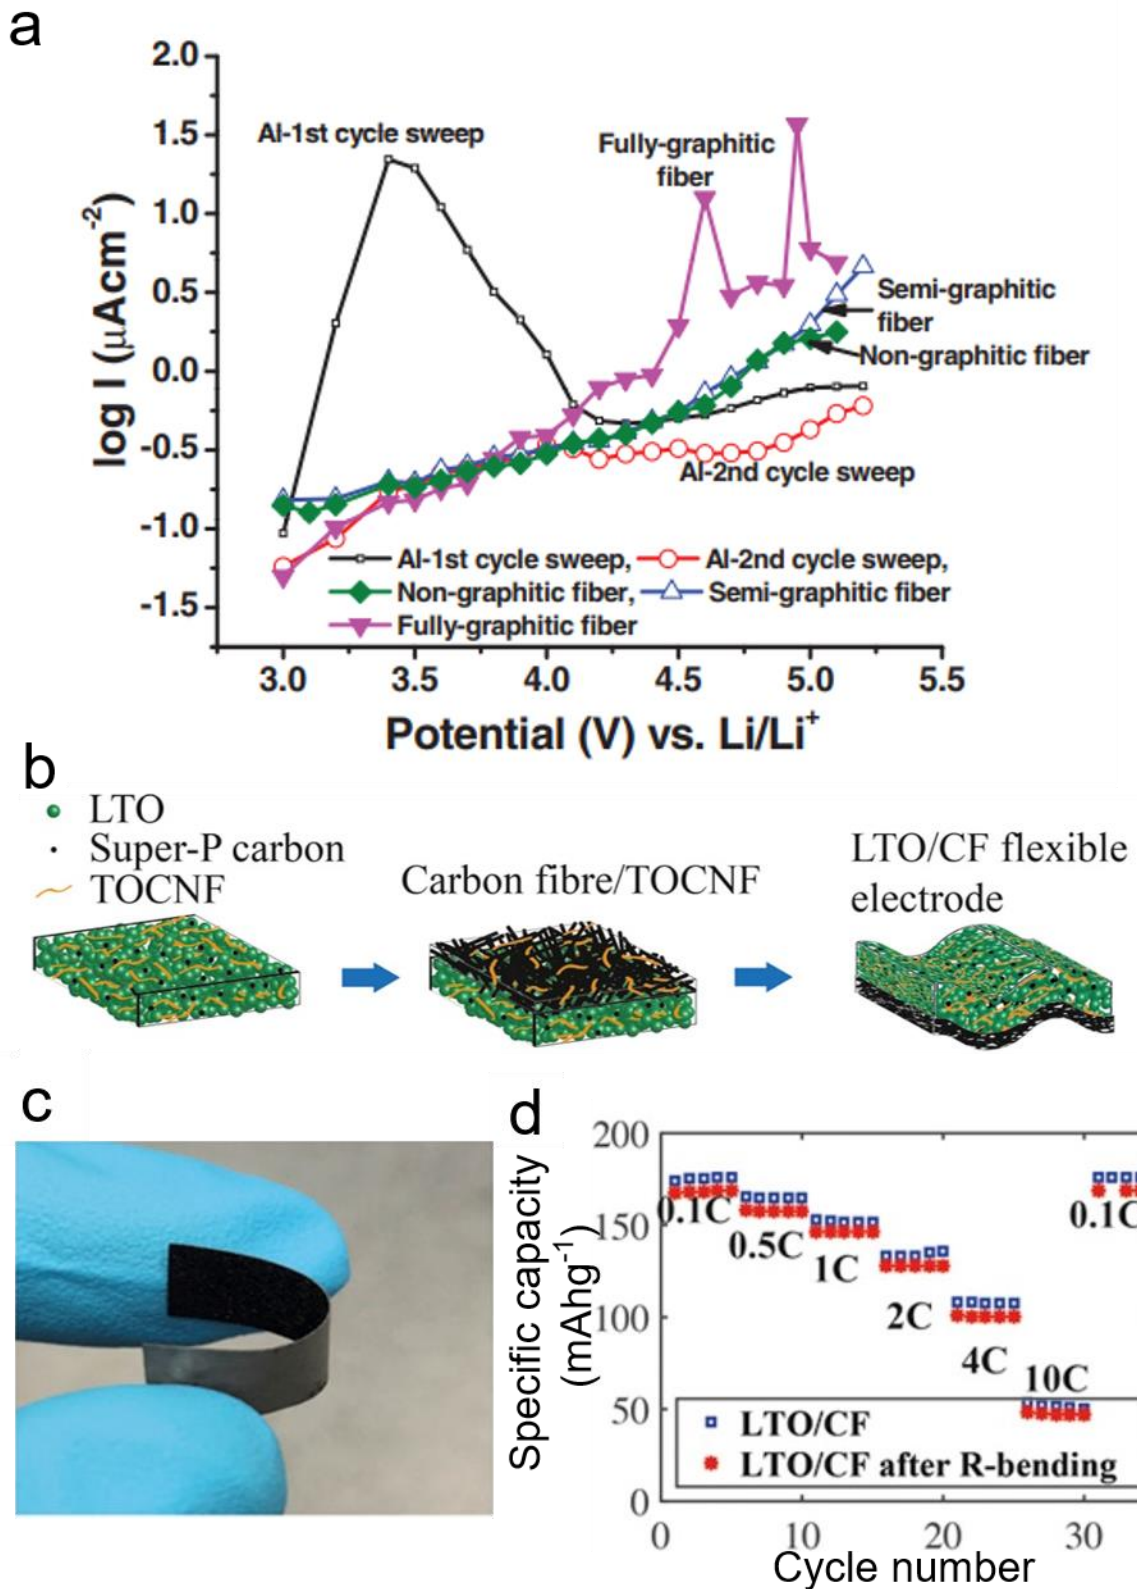 a
2.0
1.5
1.0
0.5
0.0
-0.5
-1.0
-1.5
log I (μAcm⁻²)
Al-1st cycle sweep
Fully-graphitic
fiber
Semi-graphitic
fiber
Non-graphitic fiber
Al-2nd cycle sweep
Al-1st cycle sweep, Al-2nd cycle sweep,
Non-graphitic fiber, Semi-graphitic fiber
Fully-graphitic fiber
3.0 3.5 4.0 4.5 5.0 5.5
Potential (V) vs. Li/Li⁺
b
LTO
Super-P carbon
TOCNF
Carbon fibre/TOCNF
LTO/CF flexible
electrode
c
d
200
150
100
50
0
Specific capacity
(mAhg⁻¹)
0.1C
0.5C
1C
2C
4C
10C
0.1C
LTO/CF
LTO/CF after R-bending
0 10 20 30
Cycle number